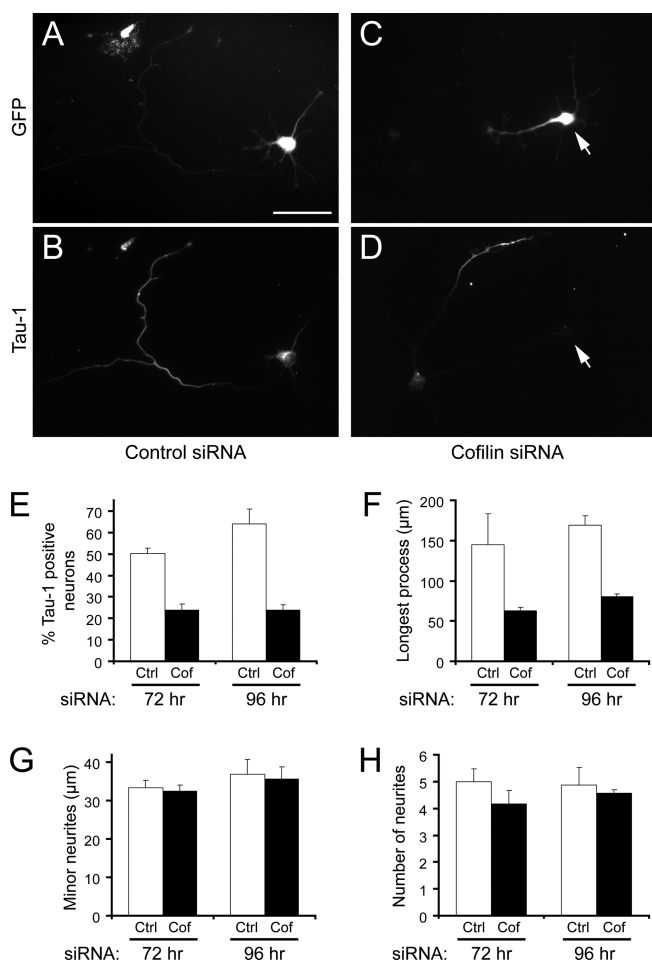 A
C
GFP
B
D
Tau-1
Control siRNA
Cofilin siRNA
E
% Tau-1 positive
neurons
70
60
50
40
30
20
10
0
Ctrl Cof Ctrl Cof
siRNA: 72 hr 96 hr
F
Longest process (μm)
200
150
100
50
0
Ctrl Cof Ctrl Cof
siRNA: 72 hr 96 hr
G
Minor neurites (μm)
40
30
20
10
0
Ctrl Cof Ctrl Cof
siRNA: 72 hr 96 hr
H
Number of neurites
6
5
4
3
2
1
0
Ctrl Cof Ctrl Cof
siRNA: 72 hr 96 hr